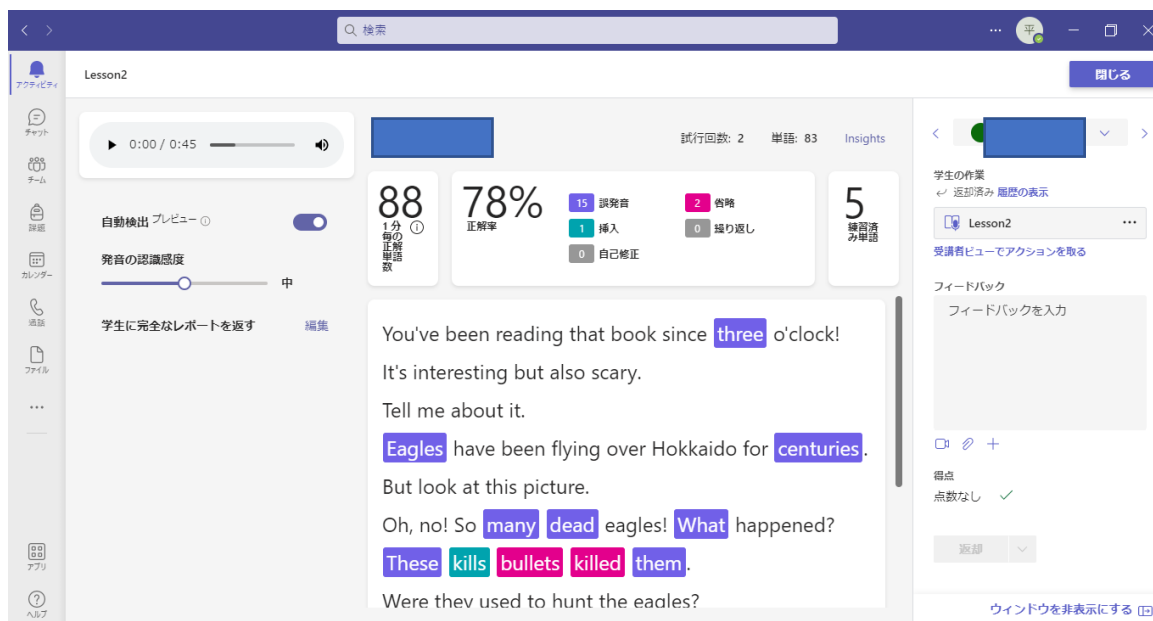 検索
平
アクティビティ
チャット
チーム
課題
カレンダー
通話
ファイル
アプリ
ヘルプ
Lesson2
閉じる
0:00 / 0:45
自動検出 プレビュー
発音の認識感度
中
学生に完全なレポートを返す 編集
試行回数: 2 単語: 83 Insights
88
1分毎の正解単語数
78%
正解率
15 誤発音
2 省略
1 挿入
0 繰り返し
0 自己修正
5
練習済み単語
You've been reading that book since three o'clock!
It's interesting but also scary.
Tell me about it.
Eagles have been flying over Hokkaido for centuries.
But look at this picture.
Oh, no! So many dead eagles! What happened?
These kills bullets killed them.
Were they used to hunt the eagles?
学生の作業
返却済み 履歴の表示
Lesson2
受講者ビューでアクションを取る
フィードバック
フィードバックを入力
得点
点数なし
返却
ウィンドウを非表示にする